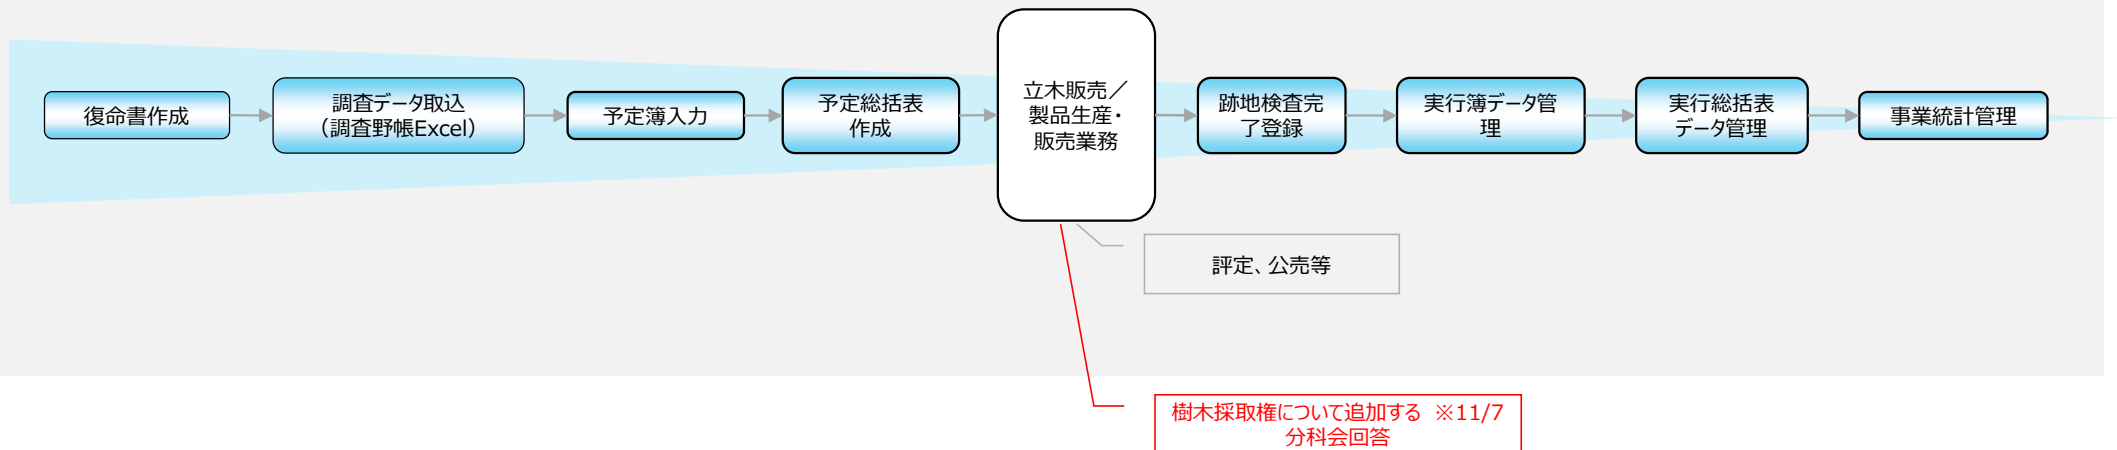 復命書作成
調査データ取込
（調査野帳Excel）
予定簿入力
予定総括表
作成
立木販売／
製品生産・
販売業務
跡地検査完
了登録
実行簿データ管
理
実行総括表
データ管理
事業統計管理
評定、公売等
樹木採取権について追加する ※11/7
分科会回答